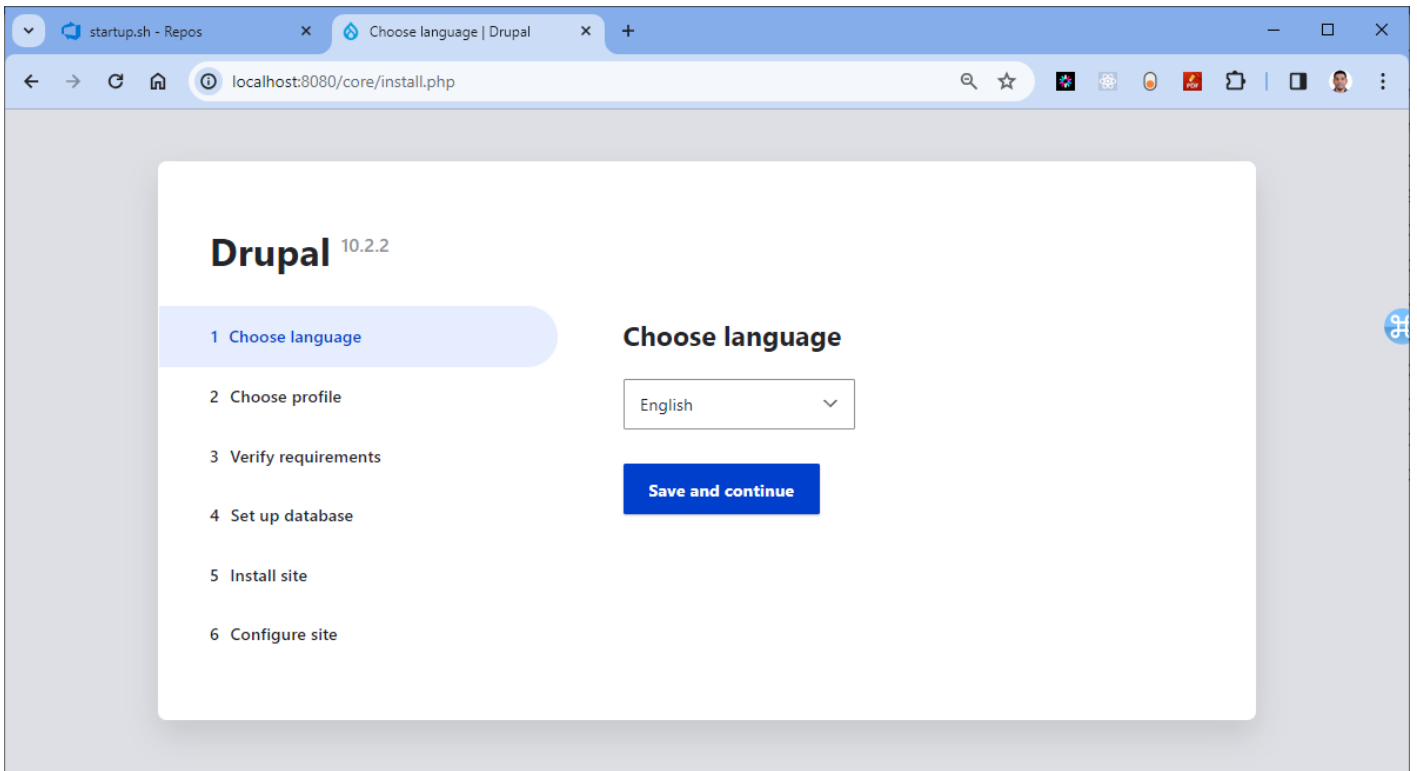 startup.sh - Repos
Choose language | Drupal
localhost:8080/core/install.php
PDF
Drupal 10.2.2
1 Choose language
2 Choose profile
3 Verify requirements
4 Set up database
5 Install site
6 Configure site
Choose language
English
Save and continue